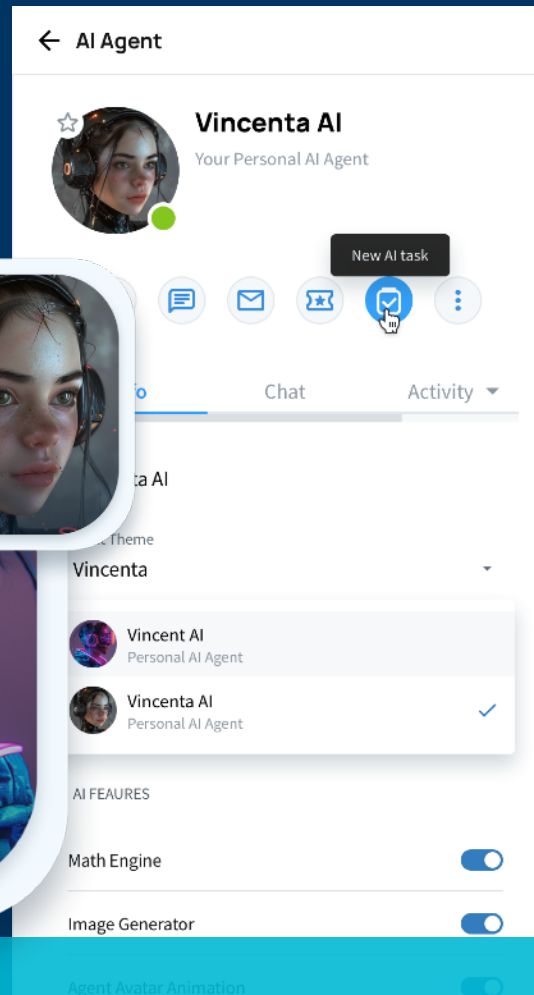 AI Agent
Vincenta AI
Your Personal AI Agent
New AI task
Chat
Activity
AI
Theme
Vincenta
Vincent AI
Personal AI Agent
Vincenta AI
Personal AI Agent
AI FEAURES
Math Engine
Image Generator
Agent Avatar Animation